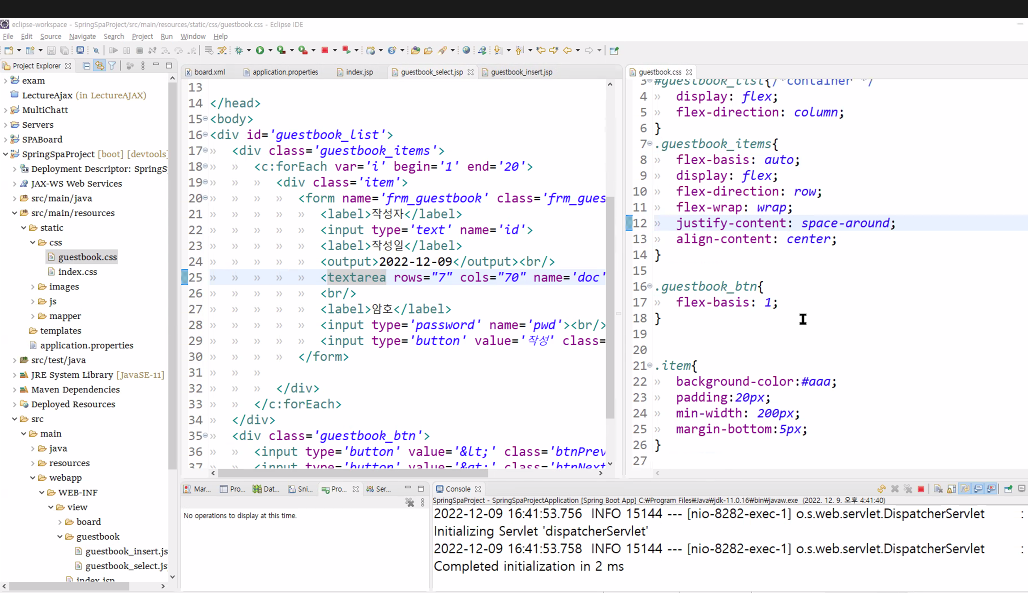 eclipse-workspace - SpringSpaProject/src/main/resources/static/css/guestbook.css - Eclipse IDE
File Edit Source Navigate Search Project Run Window Help
Project Explorer
exam
LectureAjax (in LectureAJAX)
MultiChatt
Servers
SPABoard
SpringSpaProject [boot] [devtools]
Deployment Descriptor: SpringS
JAX-WS Web Services
src/main/java
src/main/resources
static
css
guestbook.css
index.css
images
js
mapper
templates
application.properties
src/test/java
JRE System Library [JavaSE-11]
Maven Dependencies
Deployed Resources
src
main
java
resources
webapp
WEB-INF
view
board
guestbook
guestbook_insert.js
guestbook_select.js
index.jsp
board.xml application.properties index.jsp guestbook_select.jsp guestbook_insert.jsp
13
14 </head>
15 <body>
16 <div id='guestbook_list'>
17 » <div class='guestbook_items'>
18 » » <c:forEach var='i' begin='1' end='20'>
19 » » » <div class='item'>
20 » » » » <form name='frm_guestbook' class='frm_gues
21 » » » » » <label>작성자</label>
22 » » » » » <input type='text' name='id'>
23 » » » » » <label>작성일</label>
24 » » » » » <output>2022-12-09</output><br/>
25 » » » » » <textarea rows="7" cols="70" name='doc'
26 » » » » » <br/>
27 » » » » » <label>암호</label>
28 » » » » » <input type='password' name='pwd'><br/>
29 » » » » » <input type='button' value='작성' class=
30 » » » » </form>
31 » » »
32 » » » </div>
33 » » </c:forEach>
34 » </div>
35 » <div class='guestbook_btn'>
36 » » <input type='button' value='&lt;' class='btnPrev
37 » » <input type='button' value='&gt;' class='btnNext
guestbook.css
3 #guestbook_list{/* container */
4 » display: flex;
5 » flex-direction: column;
6 }
7 .guestbook_items{
8 » flex-basis: auto;
9 » display: flex;
10 » flex-direction: row;
11 » flex-wrap: wrap;
12 » justify-content: space-around;
13 » align-content: center;
14 }
15
16 .guestbook_btn{
17 » flex-basis: 1;
18 }
19
20
21 .item{
22 » background-color:#aaa;
23 » padding:20px;
24 » min-width: 200px;
25 » margin-bottom:5px;
26 }
27
Mar... Pro... Dat... Sni... Pro... Ser...
No operations to display at this time.
Console
SpringSpaProject - SpringSpaProjectApplication [Spring Boot App] C:\Program Files\Java\jdk-11.0.16\bin\javaw.exe (2022. 12. 9. 오후 4:41:40)
2022-12-09 16:41:53.756 INFO 15144 --- [nio-8282-exec-1] o.s.web.servlet.DispatcherServlet :
Initializing Servlet 'dispatcherServlet'
2022-12-09 16:41:53.758 INFO 15144 --- [nio-8282-exec-1] o.s.web.servlet.DispatcherServlet :
Completed initialization in 2 ms